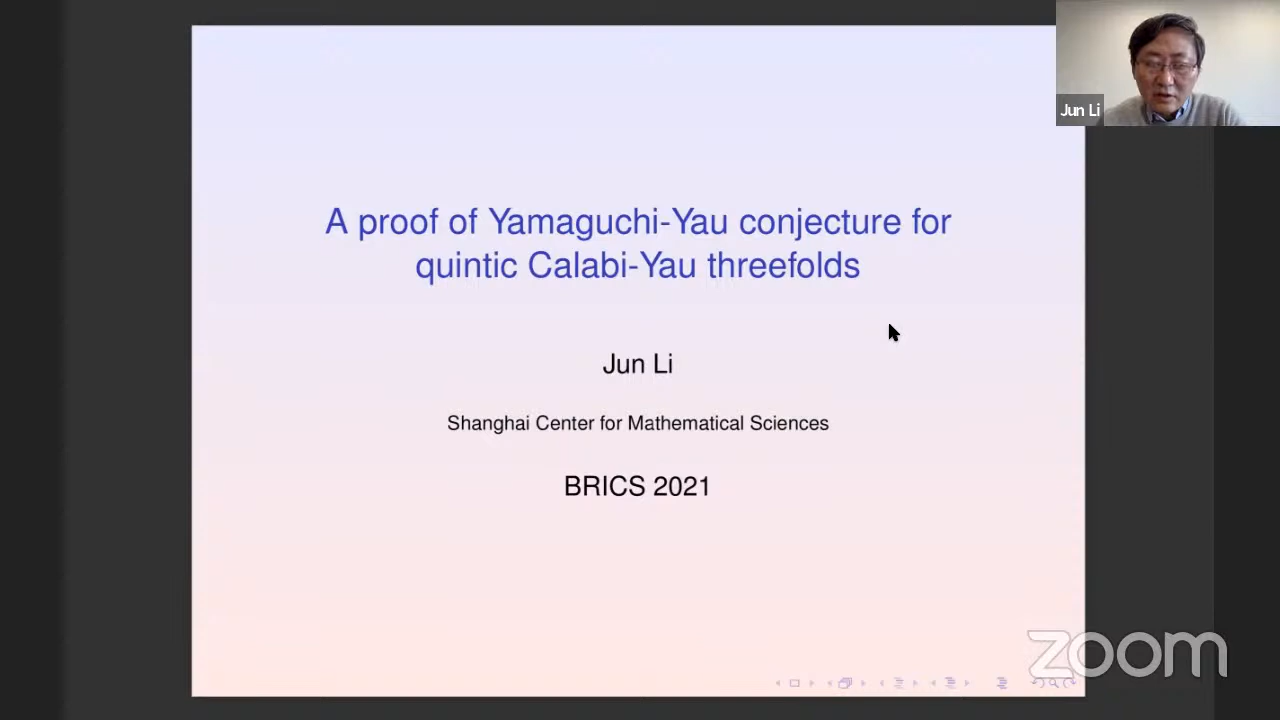 Jun Li
A proof of Yamaguchi-Yau conjecture for
quintic Calabi-Yau threefolds
Jun Li
Shanghai Center for Mathematical Sciences
BRICS 2021
zoom